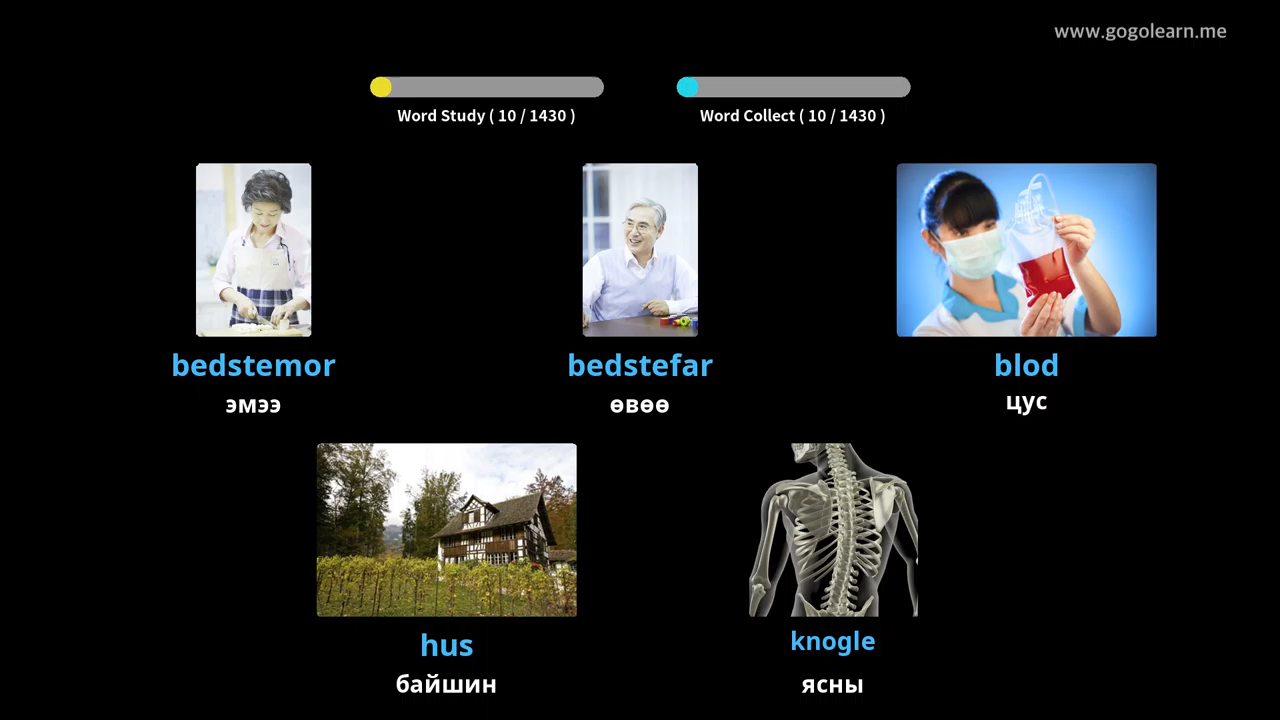 www.gogolearn.me
Word Study ( 10 / 1430 )
Word Collect ( 10 / 1430 )
bedstemor
эмээ
bedstefar
өвөө
blod
цус
hus
байшин
knogle
ясны